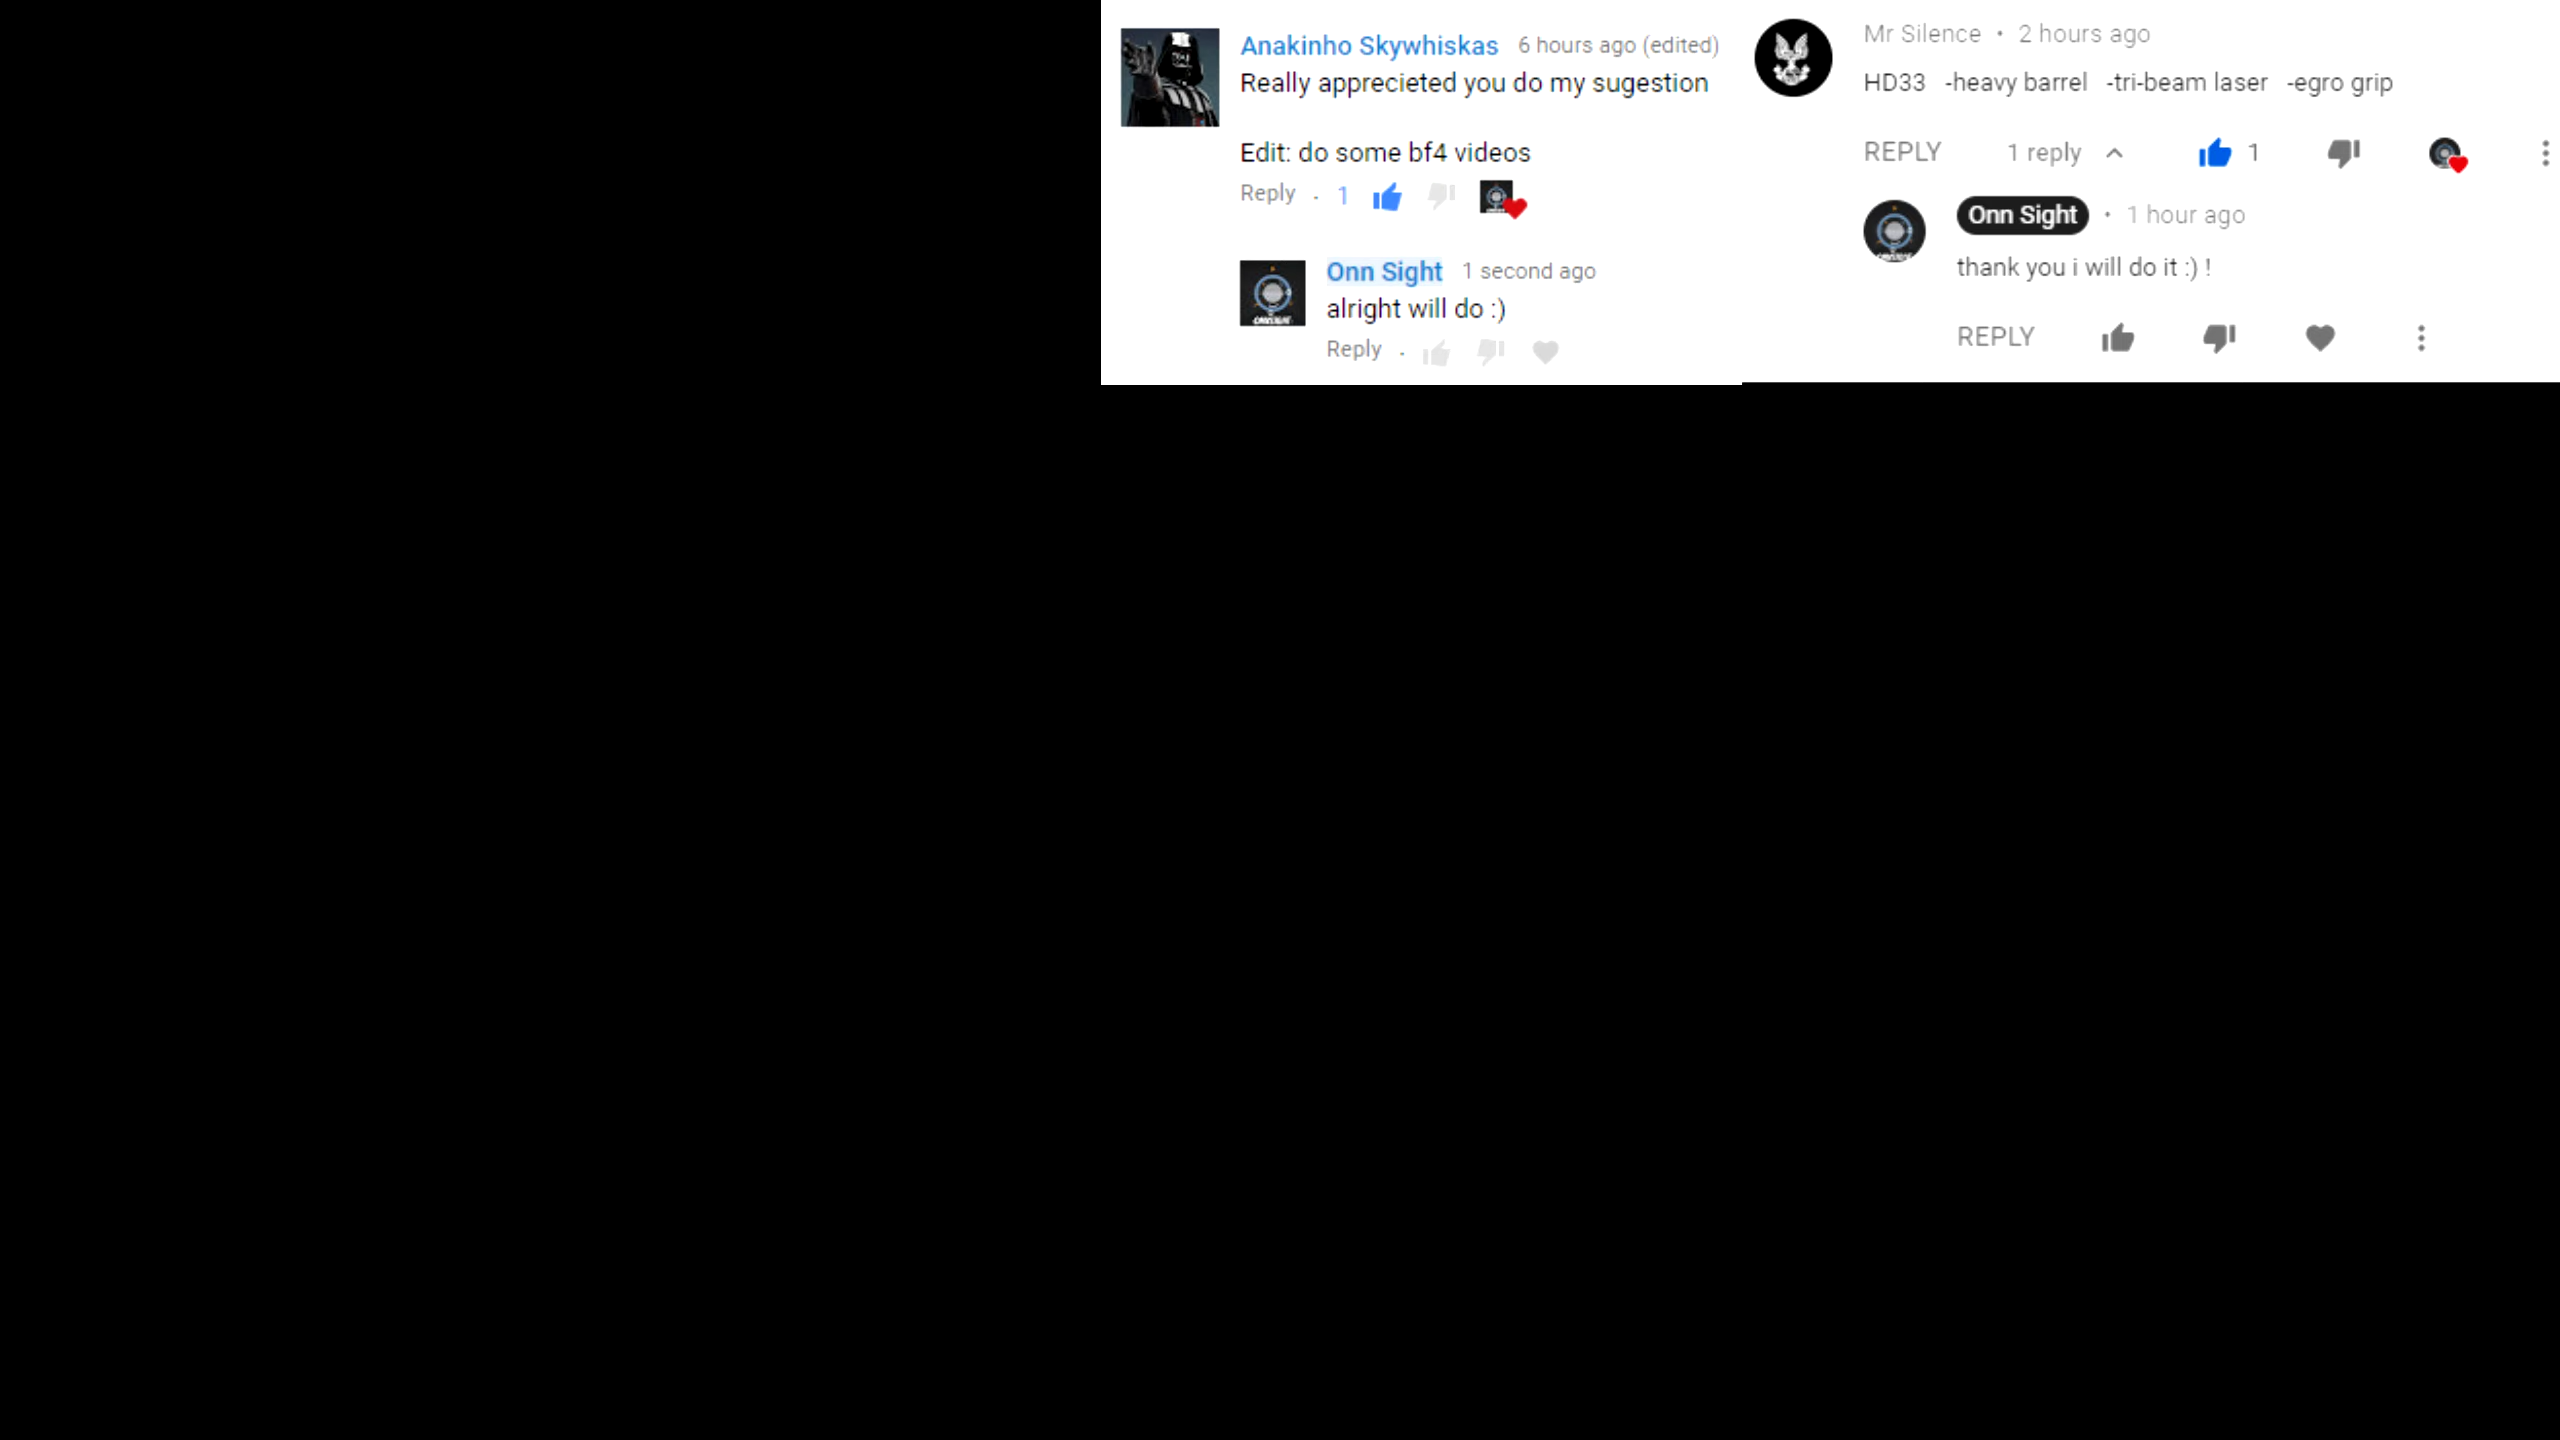 Anakinho Skywhiskas 6 hours ago (edited)
Really apprecieted you do my sugestion
Edit: do some bf4 videos
Reply . 1
Onn Sight 1 second ago
alright will do :)
Reply .
Mr Silence • 2 hours ago
HD33 -heavy barrel -tri-beam laser -egro grip
REPLY 1 reply 1
Onn Sight • 1 hour ago
thank you i will do it :) !
REPLY